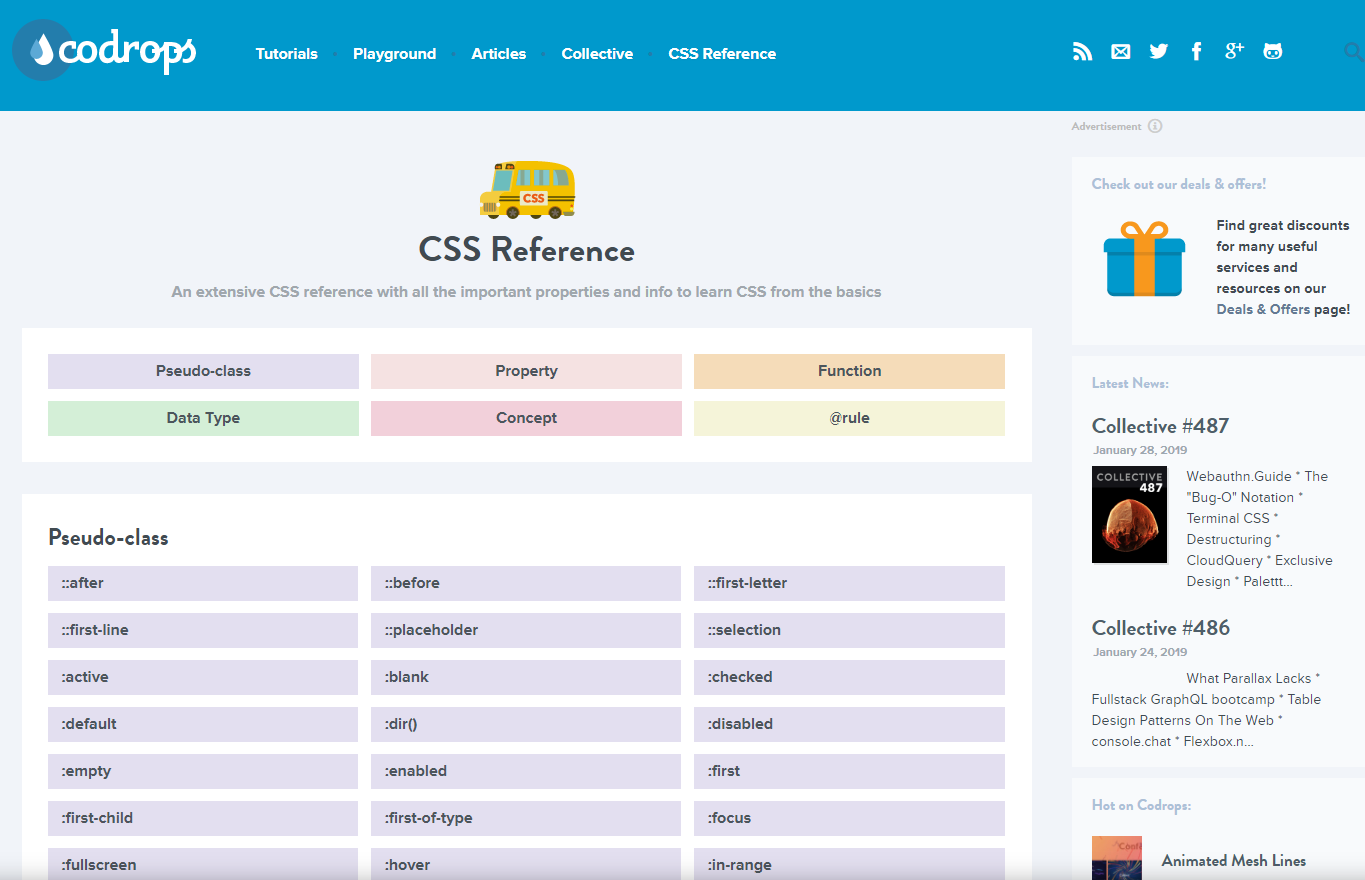 codrops
Tutorials
Playground
Articles
Collective
CSS Reference
Advertisement
CSS
CSS Reference
An extensive CSS reference with all the important properties and info to learn CSS from the basics
Pseudo-class
Property
Function
Data Type
Concept
@rule
Pseudo-class
::after
::before
::first-letter
::first-line
::placeholder
::selection
:active
:blank
:checked
:default
:dir()
:disabled
:empty
:enabled
:first
:first-child
:first-of-type
:focus
:fullscreen
:hover
:in-range
Check out our deals & offers!
Find great discounts
for many useful
services and
resources on our
Deals & Offers page!
Latest News:
Collective #487
January 28, 2019
COLLECTIVE
487
Webauthn.Guide * The
"Bug-O" Notation *
Terminal CSS *
Destructuring *
CloudQuery * Exclusive
Design * Palettt...
Collective #486
January 24, 2019
What Parallax Lacks *
Fullstack GraphQL bootcamp * Table
Design Patterns On The Web *
console.chat * Flexbox.n...
Hot on Codrops:
Animated Mesh Lines